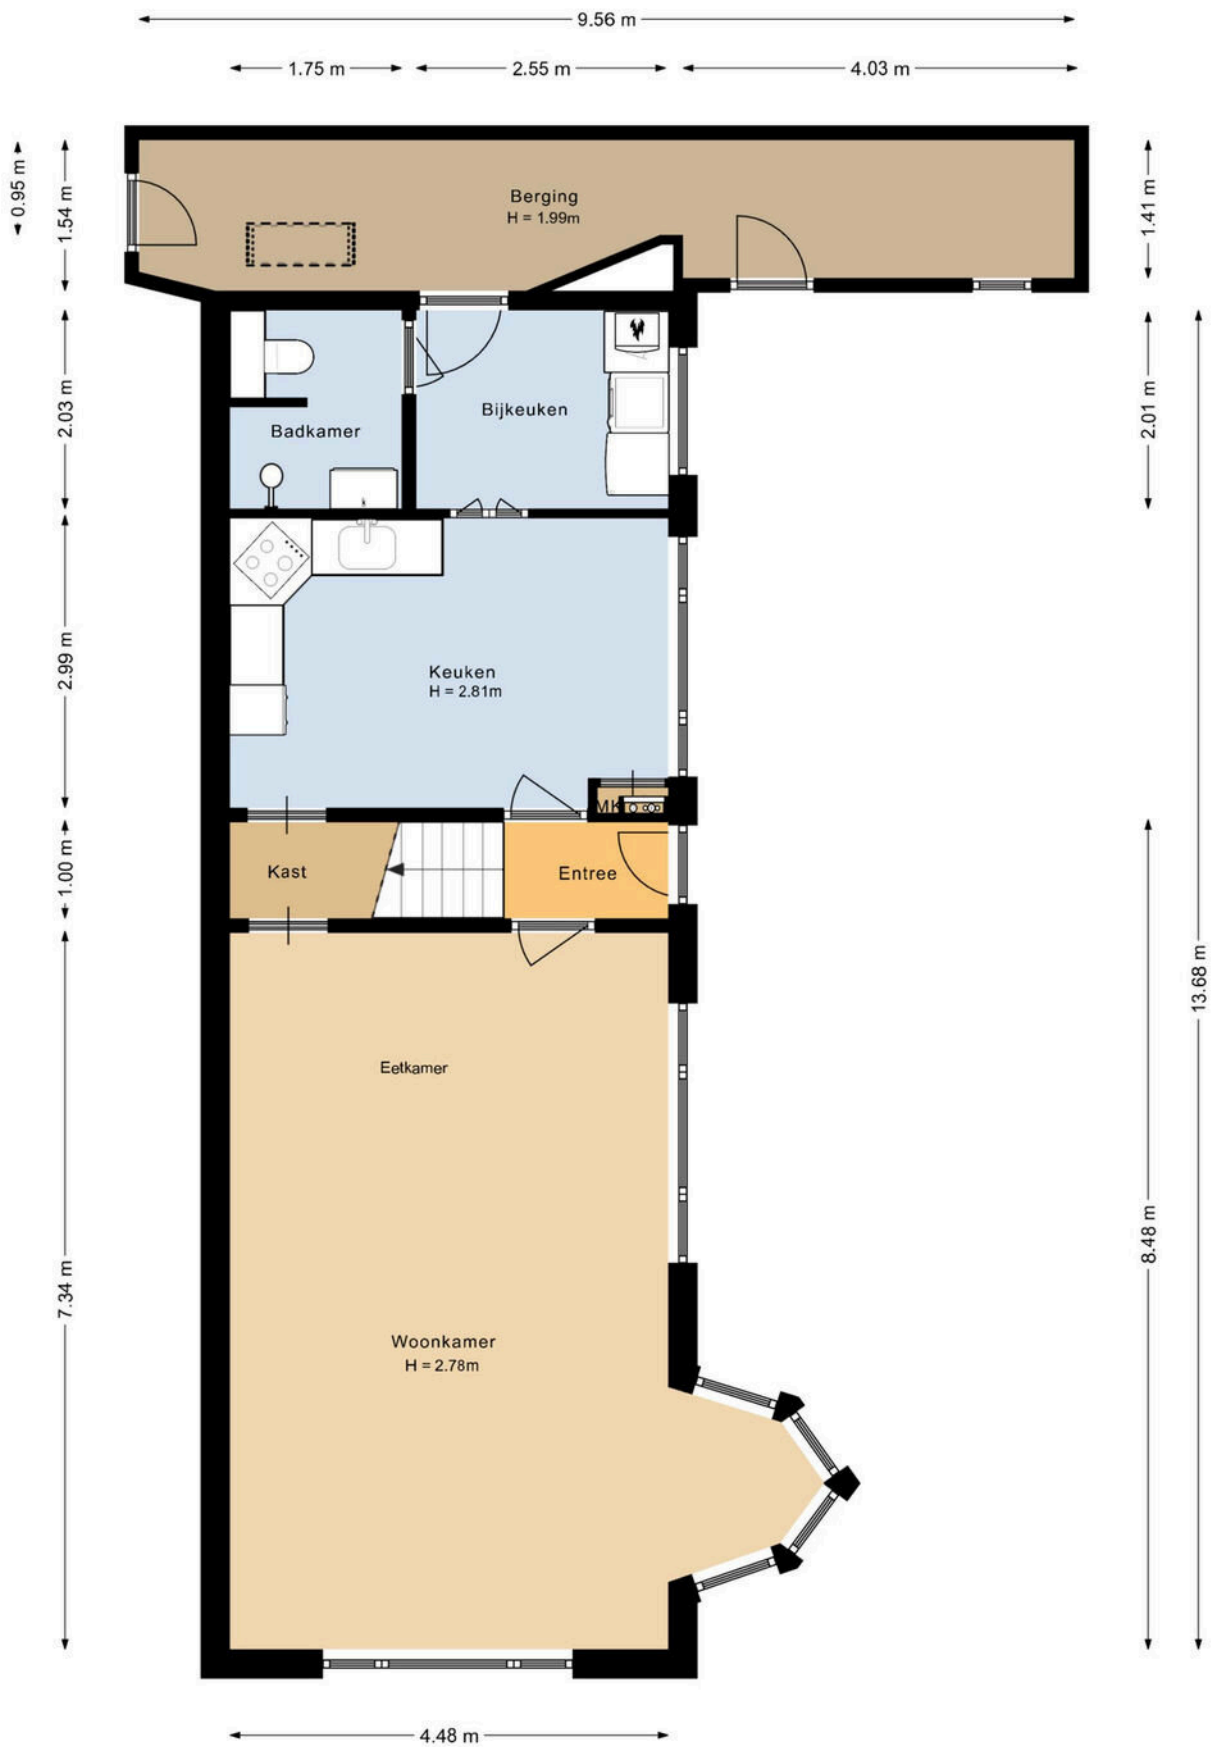 9.56 m
1.75 m
2.55 m
4.03 m
0.95 m
1.54 m
1.41 m
Berging
H = 1.99m
2.03 m
2.01 m
Bijkeuken
Badkamer
2.99 m
Keuken
H = 2.81m
MK
1.00 m
Kast
Entree
13.68 m
Eetkamer
8.48 m
7.34 m
Woonkamer
H = 2.78m
4.48 m